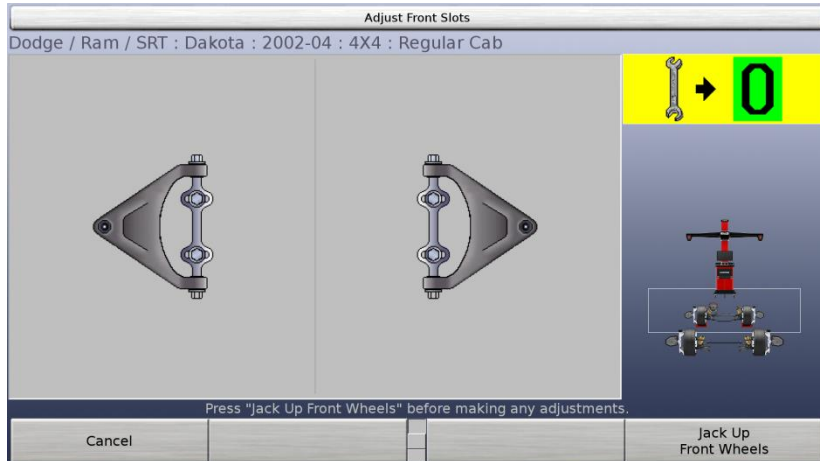 Adjust Front Slots
Dodge / Ram / SRT : Dakota : 2002-04 : 4X4 : Regular Cab
0
Press "Jack Up Front Wheels" before making any adjustments.
Cancel
Jack Up
Front Wheels